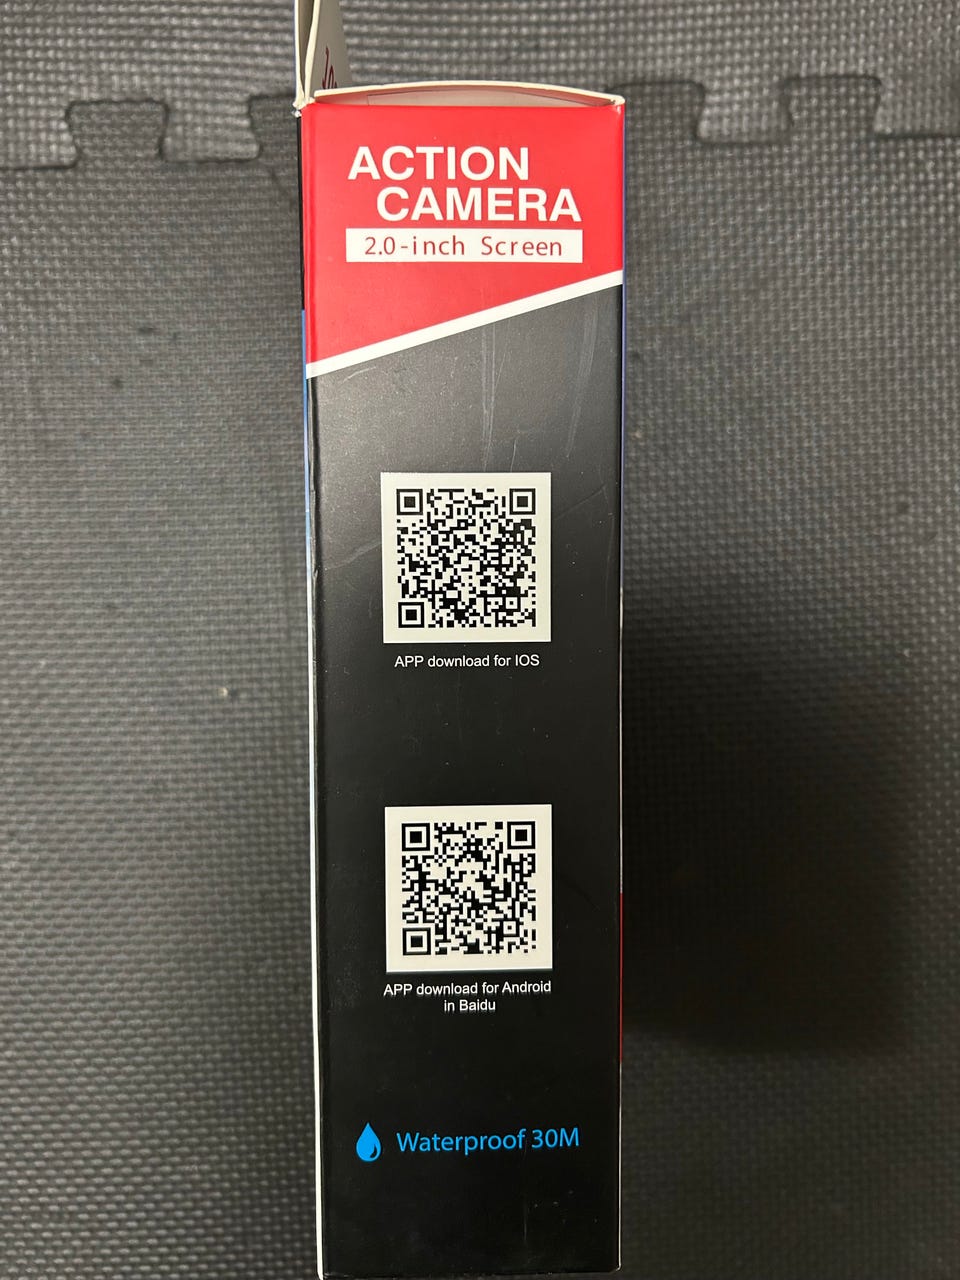 ACTION
CAMERA
2.0-inch Screen
APP download for IOS
APP download for Android
in Baidu
Waterproof 30M